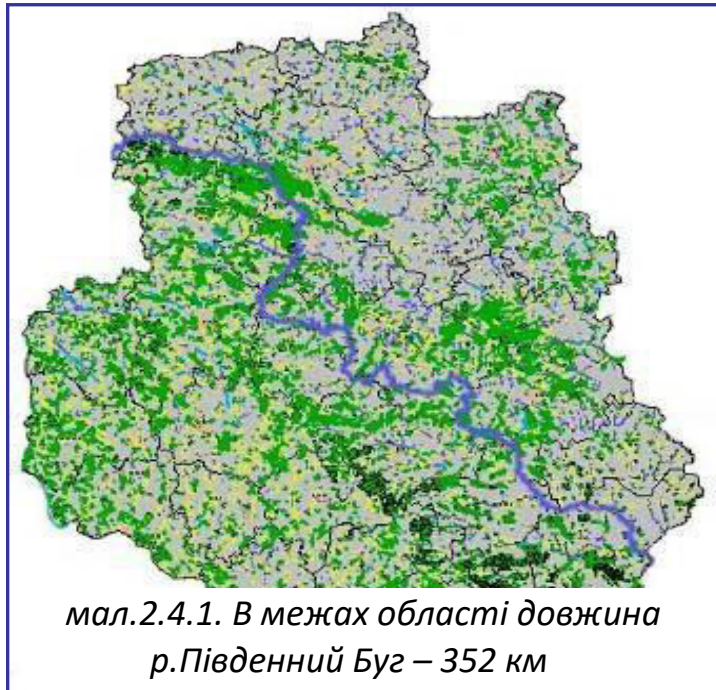 мал.2.4.1. В межах області довжина
р.Південний Буг – 352 км